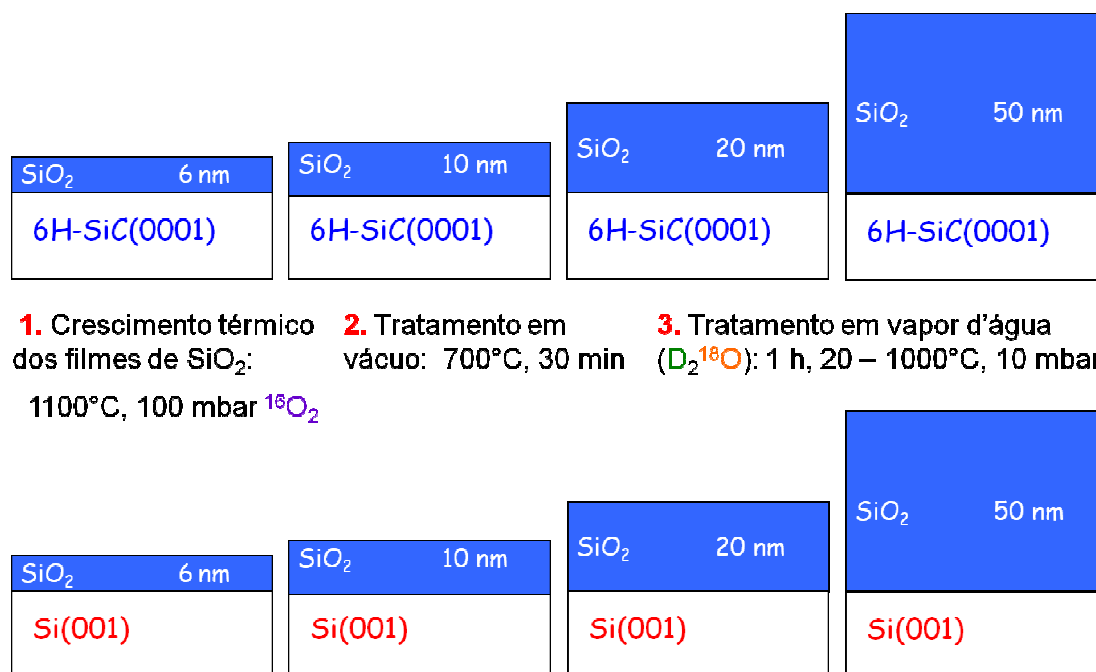 SiO₂ 50 nm
SiO₂ 20 nm
SiO₂ 10 nm
SiO₂ 6 nm
6H-SiC(0001) 6H-SiC(0001) 6H-SiC(0001) 6H-SiC(0001)
1. Crescimento térmico
dos filmes de SiO₂:
1100°C, 100 mbar ¹⁶O₂
2. Tratamento em
vácuo: 700°C, 30 min
3. Tratamento em vapor d'água
(D₂¹⁸O): 1 h, 20 – 1000°C, 10 mbar
SiO₂ 50 nm
SiO₂ 20 nm
SiO₂ 10 nm
SiO₂ 6 nm
Si(001) Si(001) Si(001) Si(001)